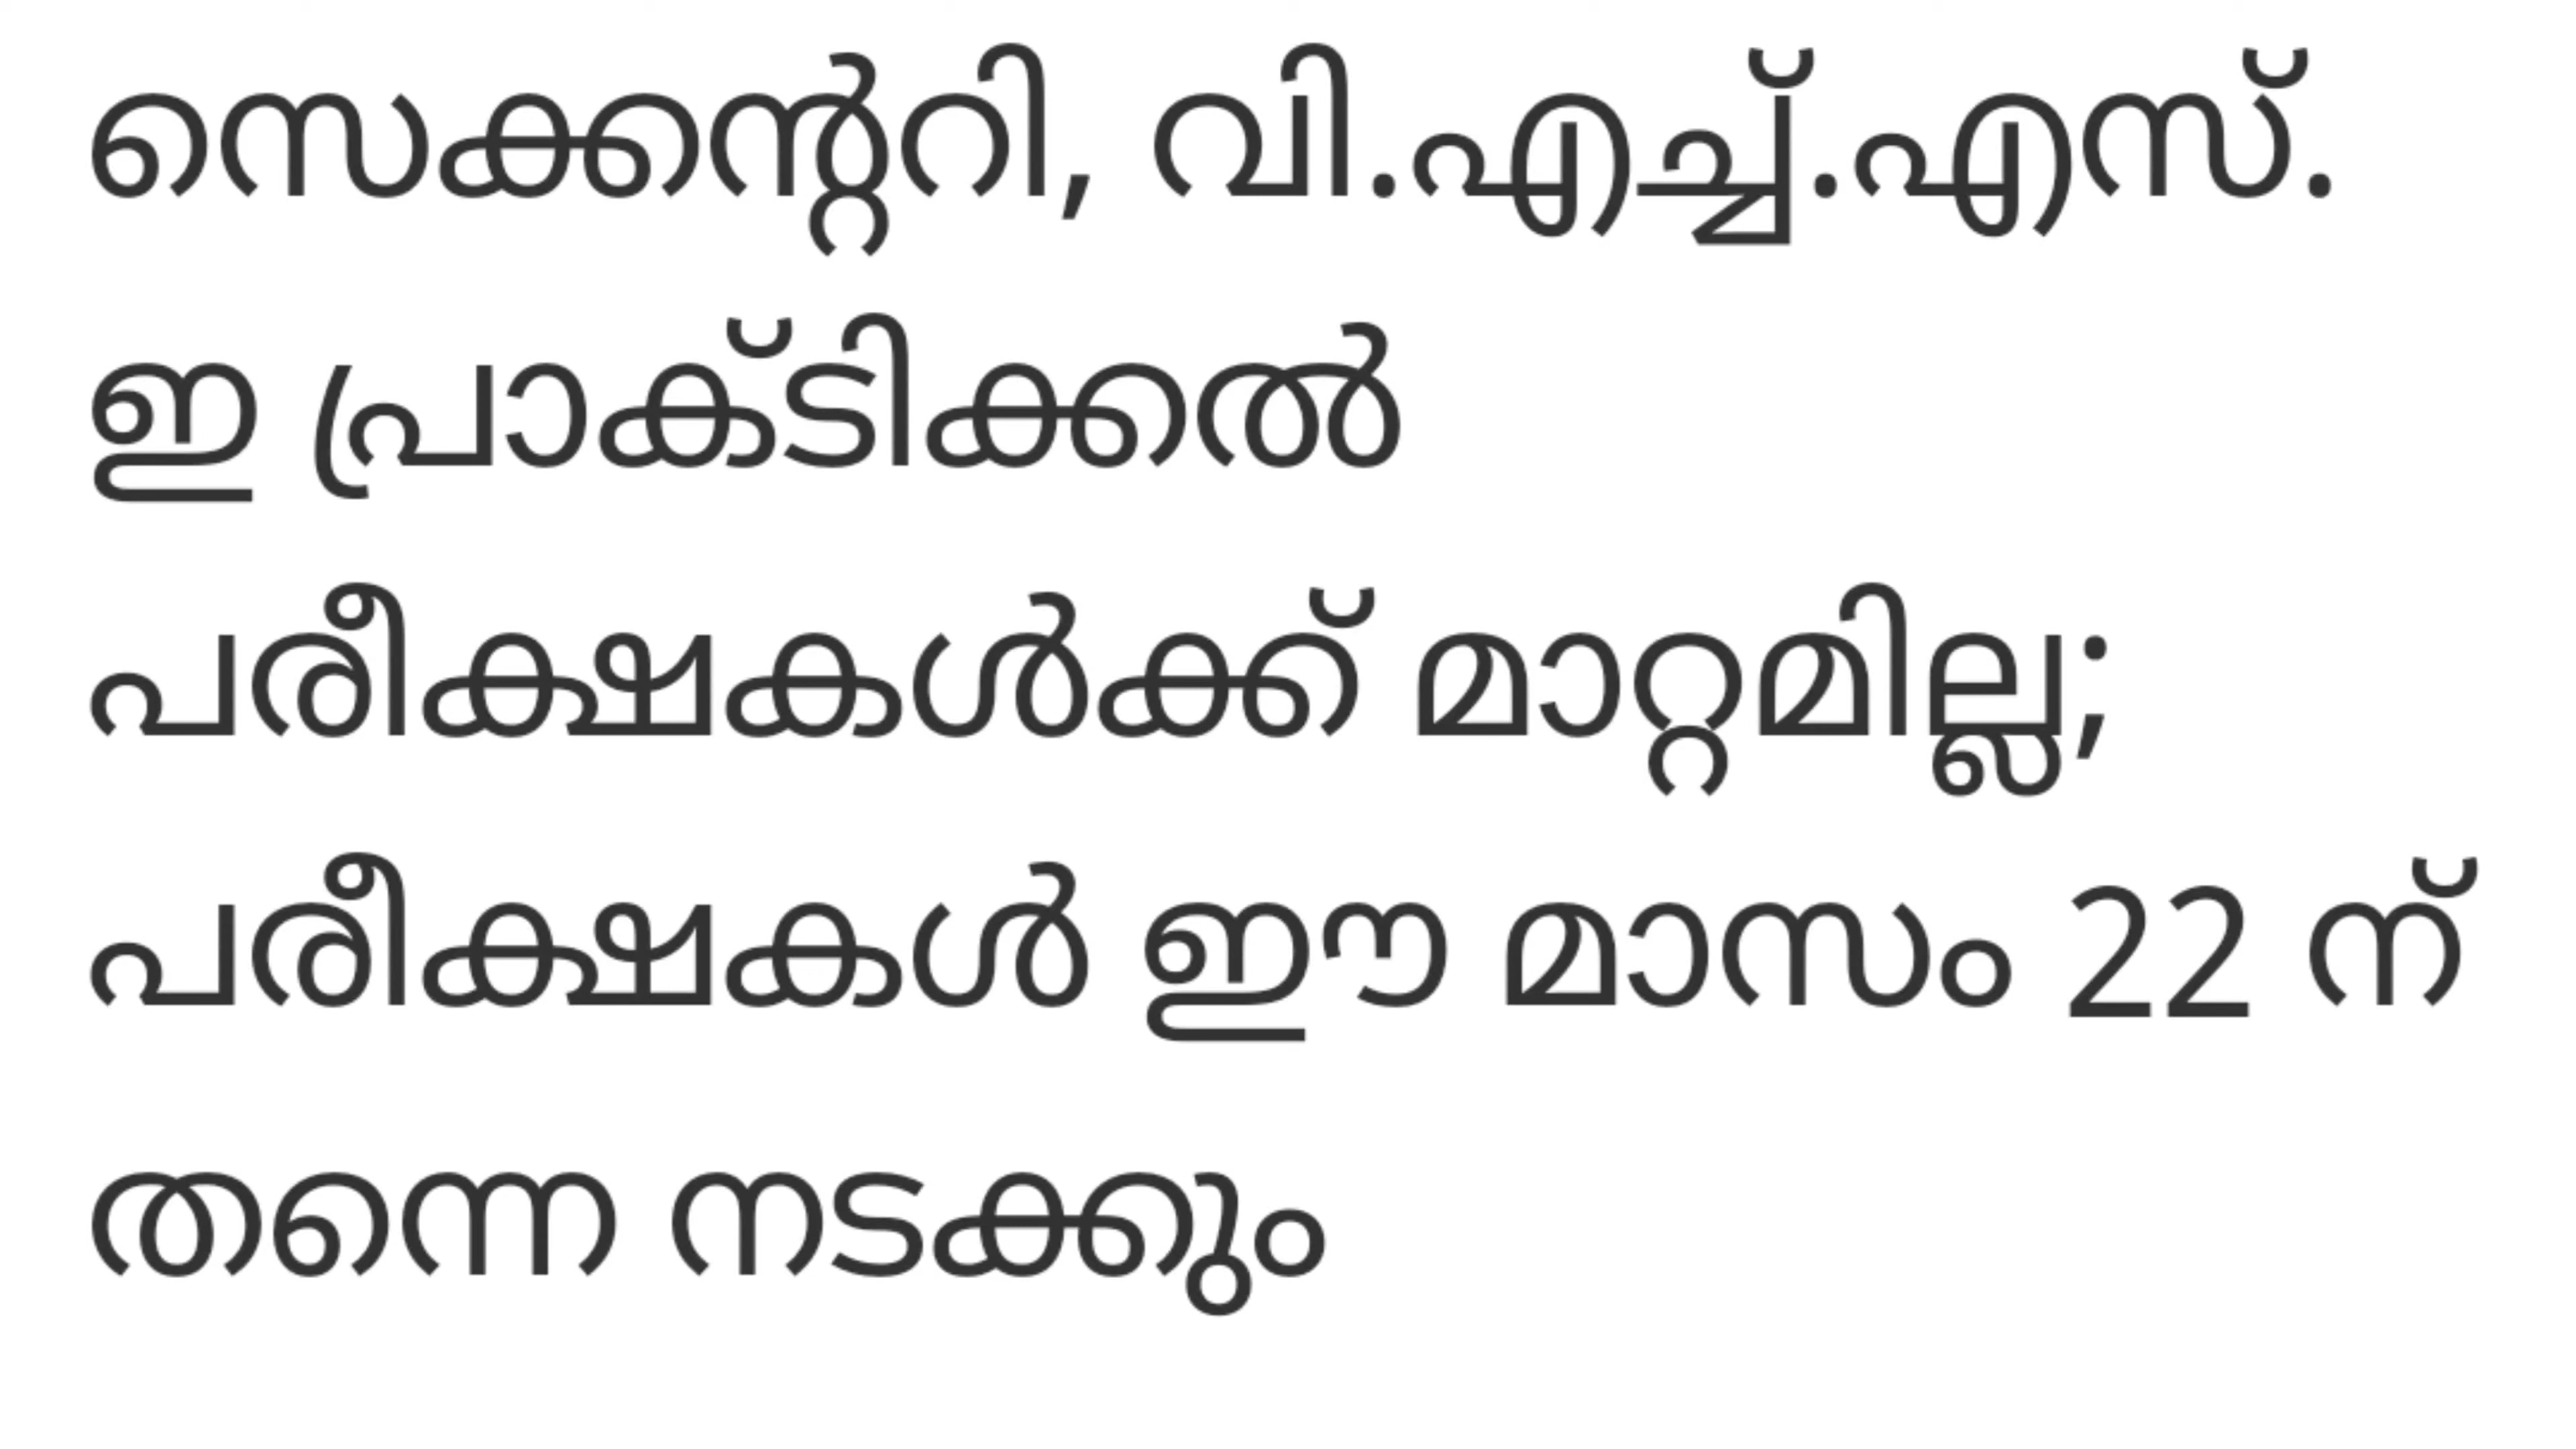 സെക്കന്ററി, വി.എച്ച്.എസ്.
ഇ പ്രാക്ടിക്കൽ
പരീക്ഷകൾക്ക് മാറ്റമില്ല;
പരീക്ഷകൾ ഈ മാസം 22 ന്
തന്നെ നടക്കും